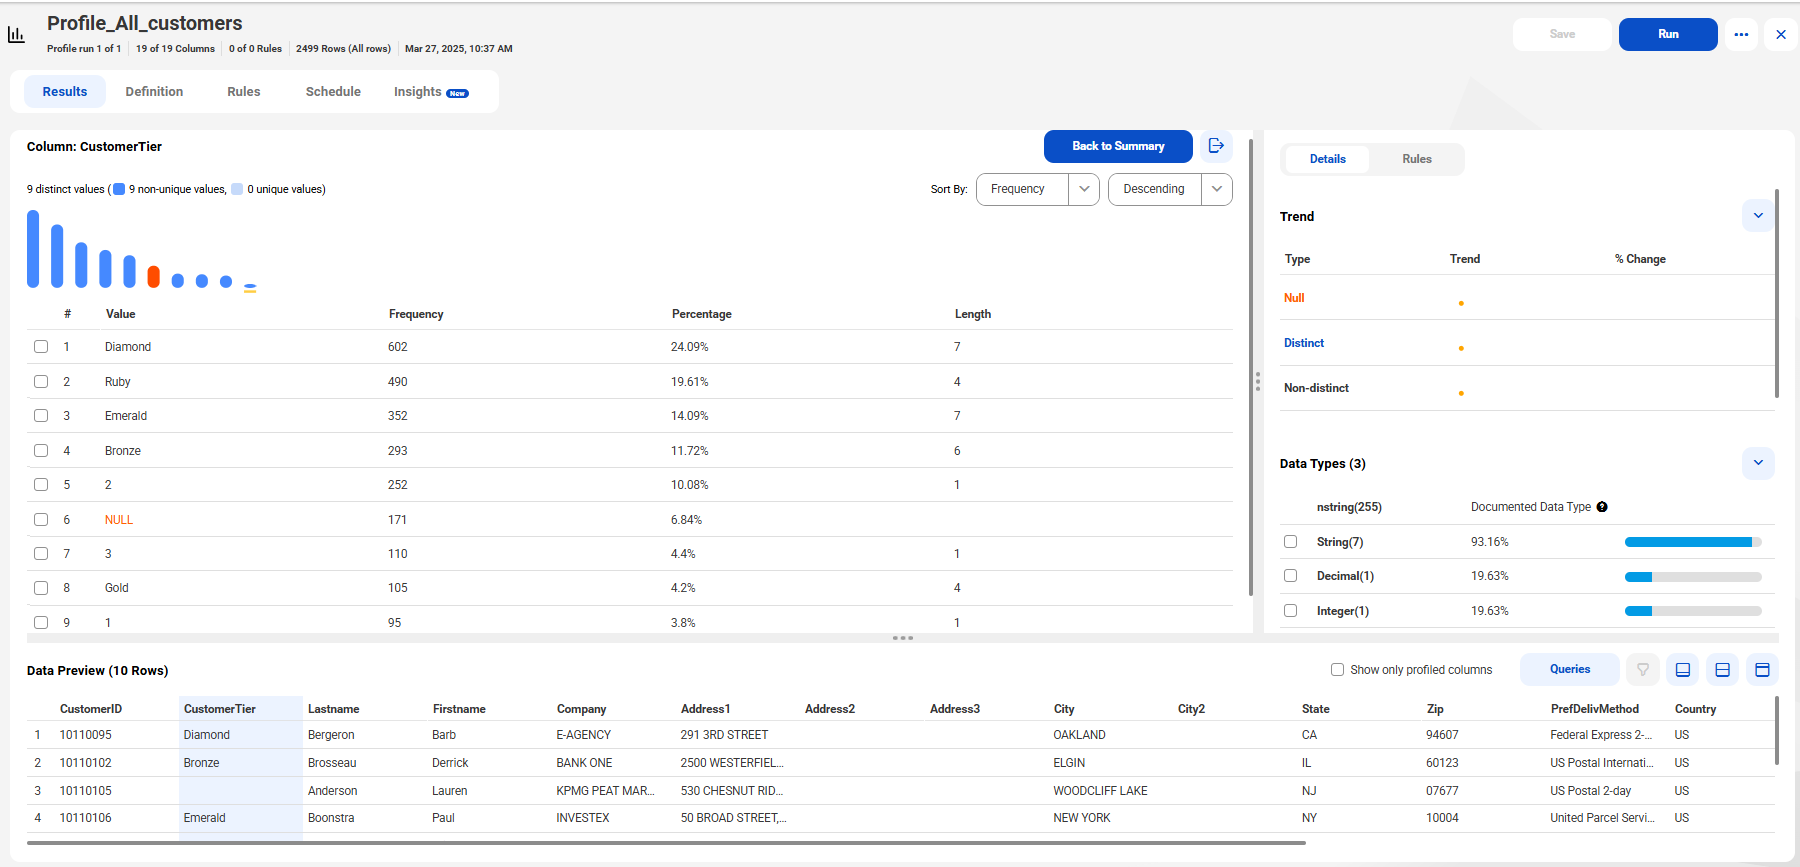 Profile_All_customers
Profile run 1 of 1 19 of 19 Columns 0 of 0 Rules 2499 Rows (All rows) Mar 27, 2025, 10:37 AM
Save Run
Results Definition Rules Schedule Insights New
Column: CustomerTier
Back to Summary
9 distinct values ( 9 non-unique values, 0 unique values)
Sort By: Frequency Descending
# Value Frequency Percentage Length
1 Diamond 602 24.09% 7
2 Ruby 490 19.61% 4
3 Emerald 352 14.09% 7
4 Bronze 293 11.72% 6
5 2 252 10.08% 1
6 NULL 171 6.84%
7 3 110 4.4% 1
8 Gold 105 4.2% 4
9 1 95 3.8% 1
Details Rules
Trend
Type Trend % Change
Null
Distinct
Non-distinct
Data Types (3)
nstring(255) Documented Data Type ?
String(7) 93.16%
Decimal(1) 19.63%
Integer(1) 19.63%
Data Preview (10 Rows)
Show only profiled columns Queries
CustomerID CustomerTier Lastname Firstname Company Address1 Address2 Address3 City City2 State Zip PrefDelivMethod Country
1 10110095 Diamond Bergeron Barb E-AGENCY 291 3RD STREET OAKLAND CA 94607 Federal Express 2-... US
2 10110102 Bronze Brosseau Derrick BANK ONE 2500 WESTERFIEL... ELGIN IL 60123 US Postal Internati... US
3 10110105 Anderson Lauren KPMG PEAT MAR... 530 CHESNUT RID... WOODCLIFF LAKE NJ 07677 US Postal 2-day US
4 10110106 Emerald Boonstra Paul INVESTEX 50 BROAD STREET,... NEW YORK NY 10004 United Parcel Servi... US